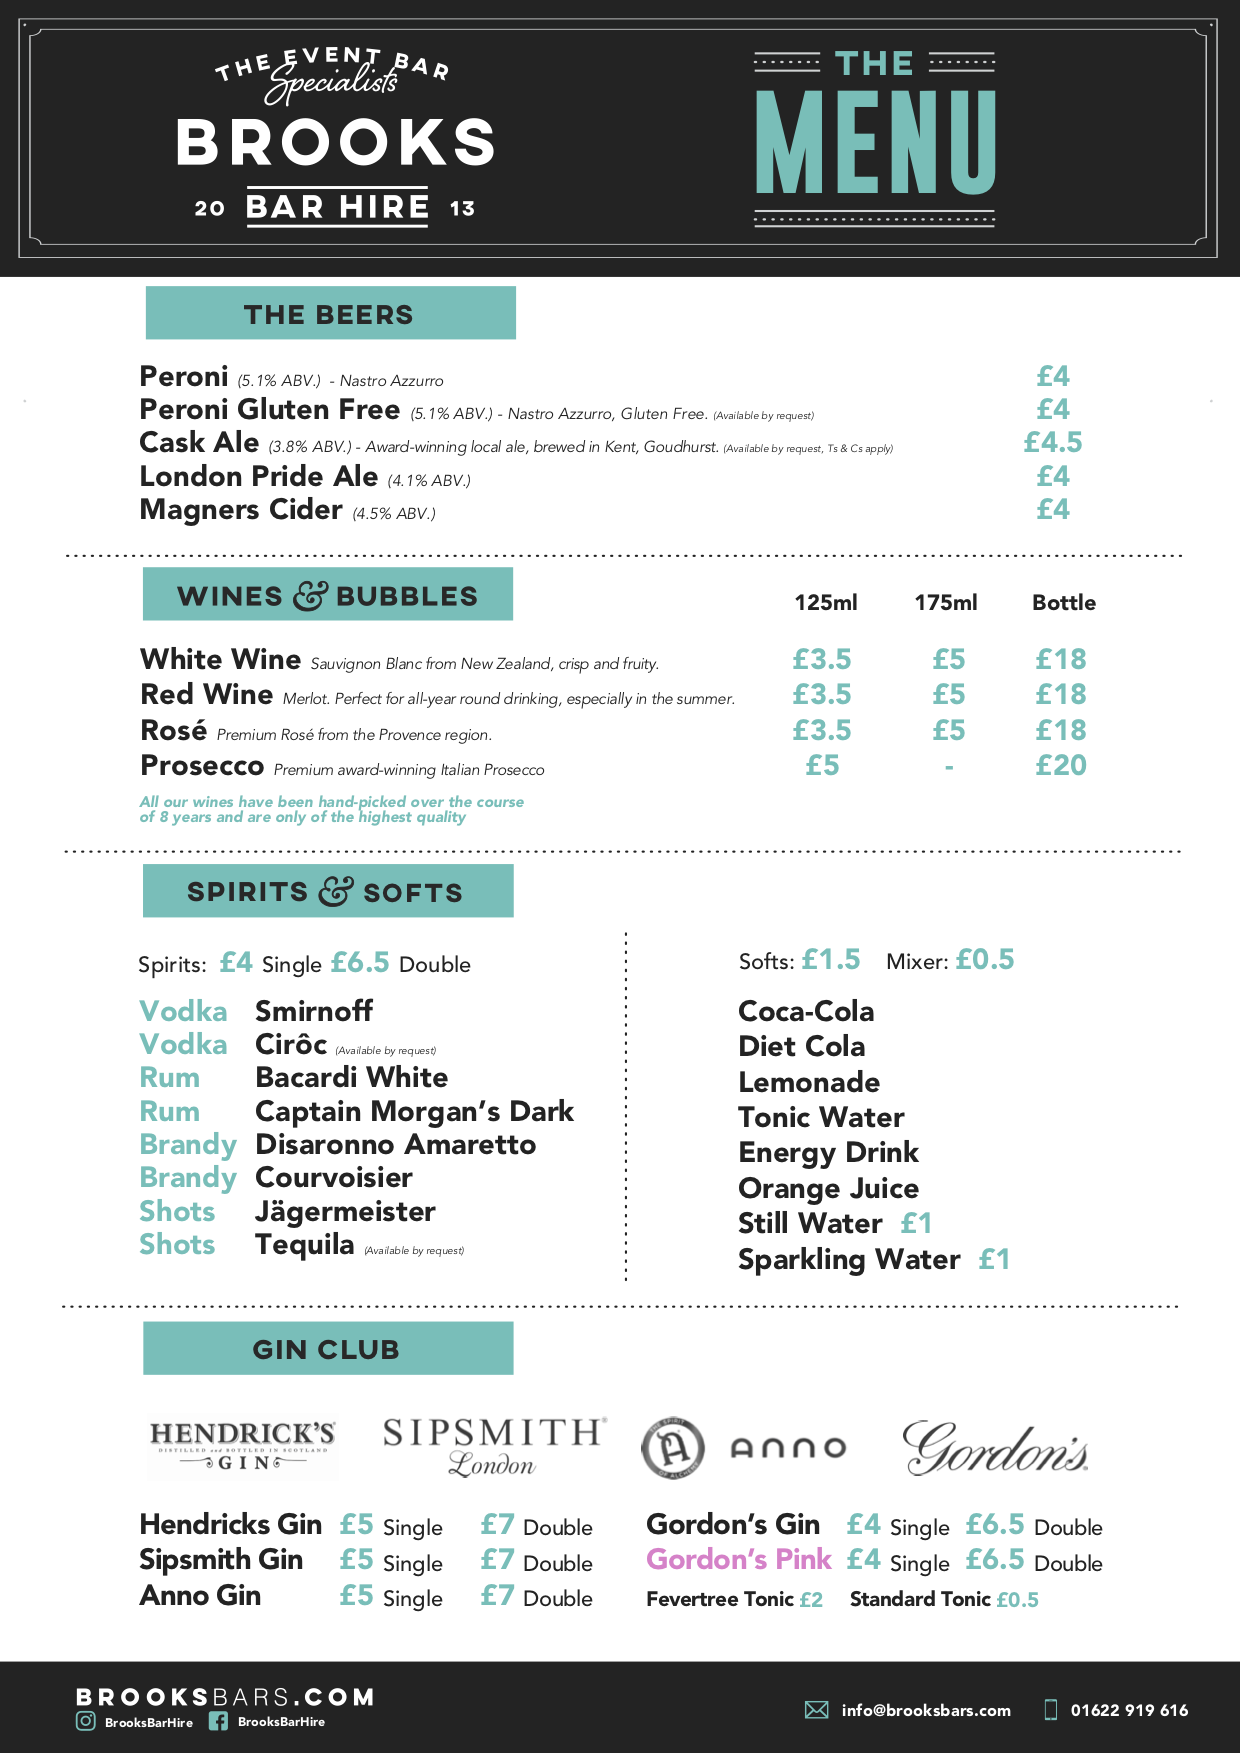 THE EVENT BAR
Specialists
BROOKS
20 BAR HIRE 13
THE
MENU
THE BEERS
Peroni (5.1% ABV.) - Nastro Azzurro £4
Peroni Gluten Free (5.1% ABV.) - Nastro Azzurro, Gluten Free. (Available by request) £4
Cask Ale (3.8% ABV.) - Award-winning local ale, brewed in Kent, Goudhurst. (Available by request, Ts & Cs apply) £4.5
London Pride Ale (4.1% ABV.) £4
Magners Cider (4.5% ABV.) £4
WINES & BUBBLES 125ml 175ml Bottle
White Wine Sauvignon Blanc from New Zealand, crisp and fruity. £3.5 £5 £18
Red Wine Merlot. Perfect for all-year round drinking, especially in the summer. £3.5 £5 £18
Rosé Premium Rosé from the Provence region. £3.5 £5 £18
Prosecco Premium award-winning Italian Prosecco £5 - £20
All our wines have been hand-picked over the course
of 8 years and are only of the highest quality
SPIRITS & SOFTS
Spirits: £4 Single £6.5 Double
Vodka Smirnoff
Vodka Cirôc (Available by request)
Rum Bacardi White
Rum Captain Morgan's Dark
Brandy Disaronno Amaretto
Brandy Courvoisier
Shots Jägermeister
Shots Tequila (Available by request)
Softs: £1.5 Mixer: £0.5
Coca-Cola
Diet Cola
Lemonade
Tonic Water
Energy Drink
Orange Juice
Still Water £1
Sparkling Water £1
GIN CLUB
HENDRICK'S
DISTILLED and BOTTLED IN SCOTLAND
GIN
SIPSMITH®
London
THE SPIRIT
A
OF ALCHEMY
ANNO
Gordon's
Hendricks Gin £5 Single £7 Double
Sipsmith Gin £5 Single £7 Double
Anno Gin £5 Single £7 Double
Gordon's Gin £4 Single £6.5 Double
Gordon's Pink £4 Single £6.5 Double
Fevertree Tonic £2 Standard Tonic £0.5
BROOKSBARS.COM
BrooksBarHire BrooksBarHire
info@brooksbars.com 01622 919 616